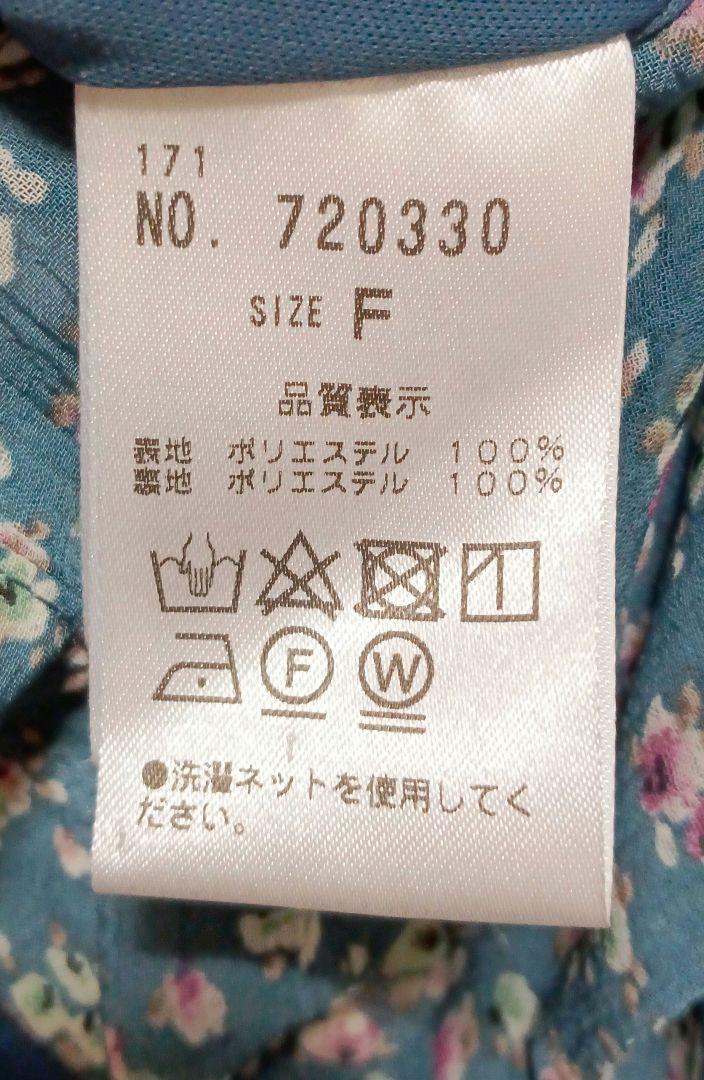 171
NO. 720330
SIZE F
品質表示
表地 ポリエステル 100%
裏地 ポリエステル 100%
F W
●洗濯ネットを使用してく
ださい。